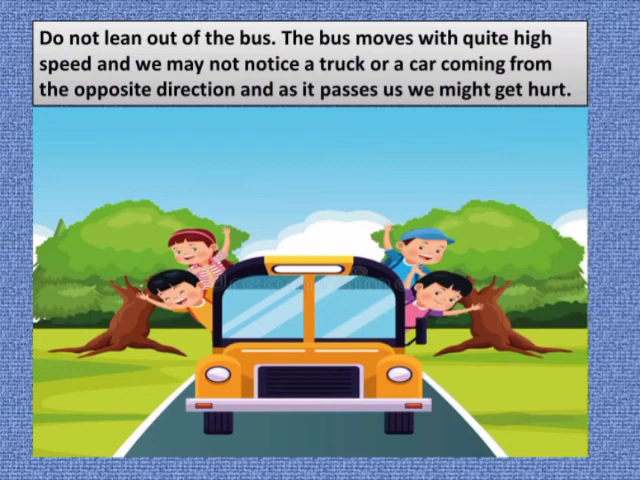 Do not lean out of the bus. The bus moves with quite high
speed and we may not notice a truck or a car coming from
the opposite direction and as it passes us we might get hurt.